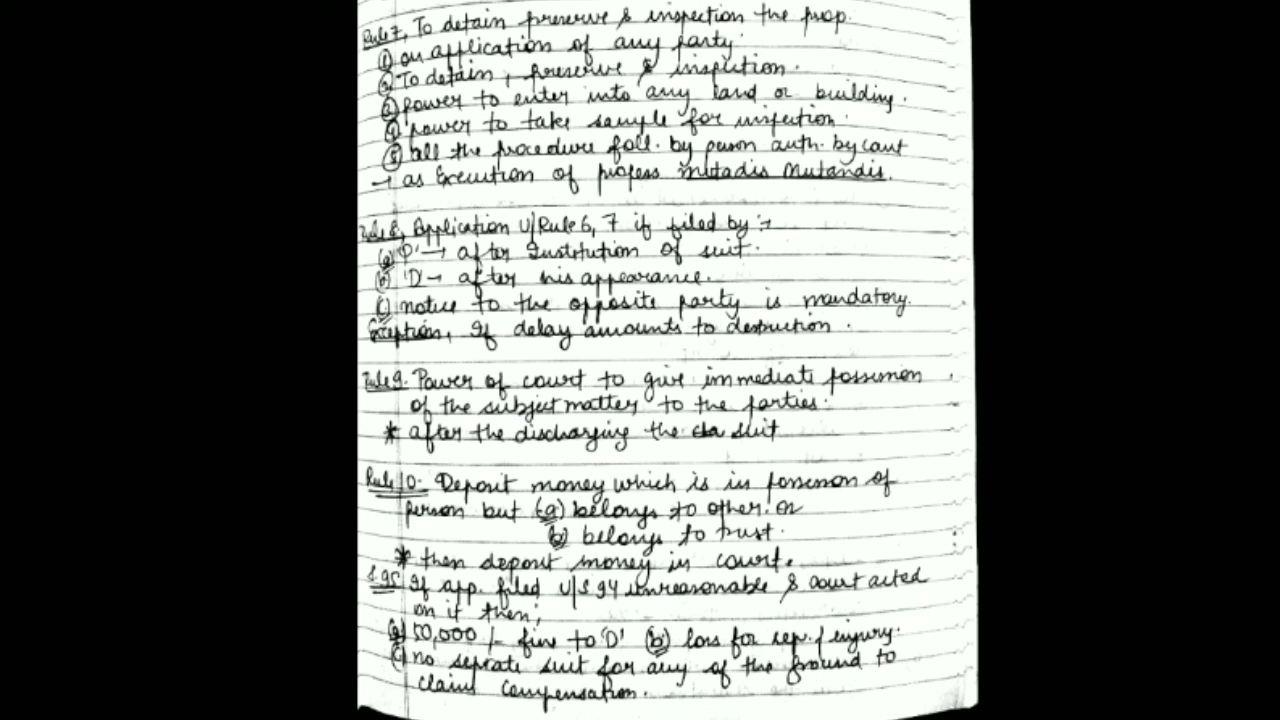 Rule 7, To detain preserve & inspection the prop.
① on application of any party.
② To detain, preserve & inspection.
③ power to enter into any land or building.
④ power to take sample for inspection.
⑤ all the procedure foll. by person auth. by court
→ as Execution of profess mutadis Mutandis.
Rule 8, Application U/Rule 6, 7 if filed by :→
(a) 'P' → after Institution of suit.
(b) 'D' → after his appearance.
(c) notice to the opposite party is mandatory.
Exception, If delay amounts to destruction.
Rule 9. Power of court to give immediate possession
of the subject matter to the parties.
* after the discharging the suit
Rule 10. Deposit money which is in possession of
person but (a) belongs to other. or
(b) belongs to trust.
* then deposit money in court.
S.95 If app. filed U/S 94 unreasonable & court acted
on it then;
(a) 50,000/- fine to 'D' (b) loss for rep./ injury.
(c) no seprate suit for any of the ground to
claim compensation.